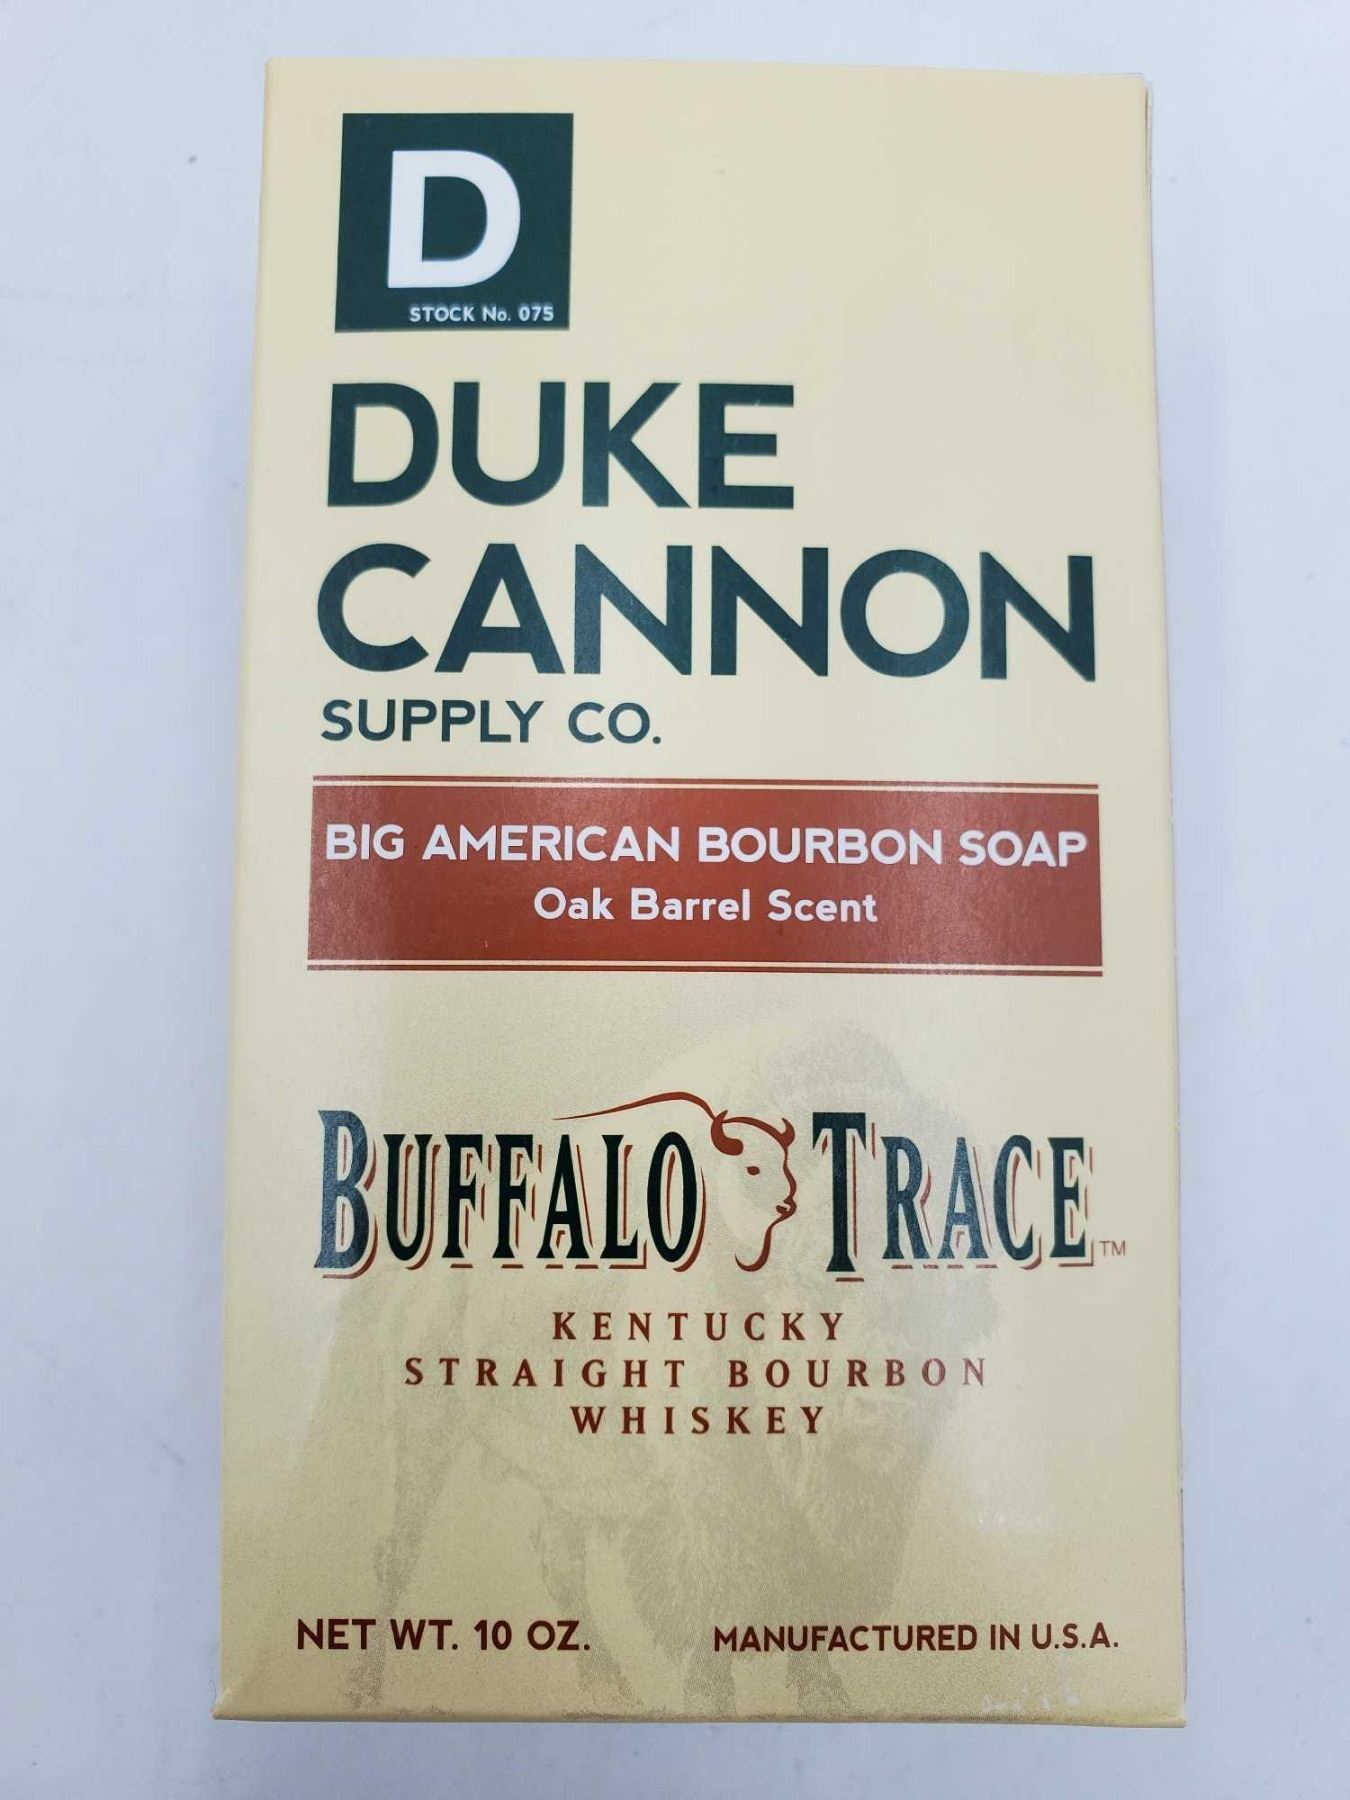 D
STOCK No. 075
DUKE
CANNON
SUPPLY CO.
BIG AMERICAN BOURBON SOAP
Oak Barrel Scent
BUFFALO TRACE™
KENTUCKY
STRAIGHT BOURBON
WHISKEY
NET WT. 10 OZ. MANUFACTURED IN U.S.A.